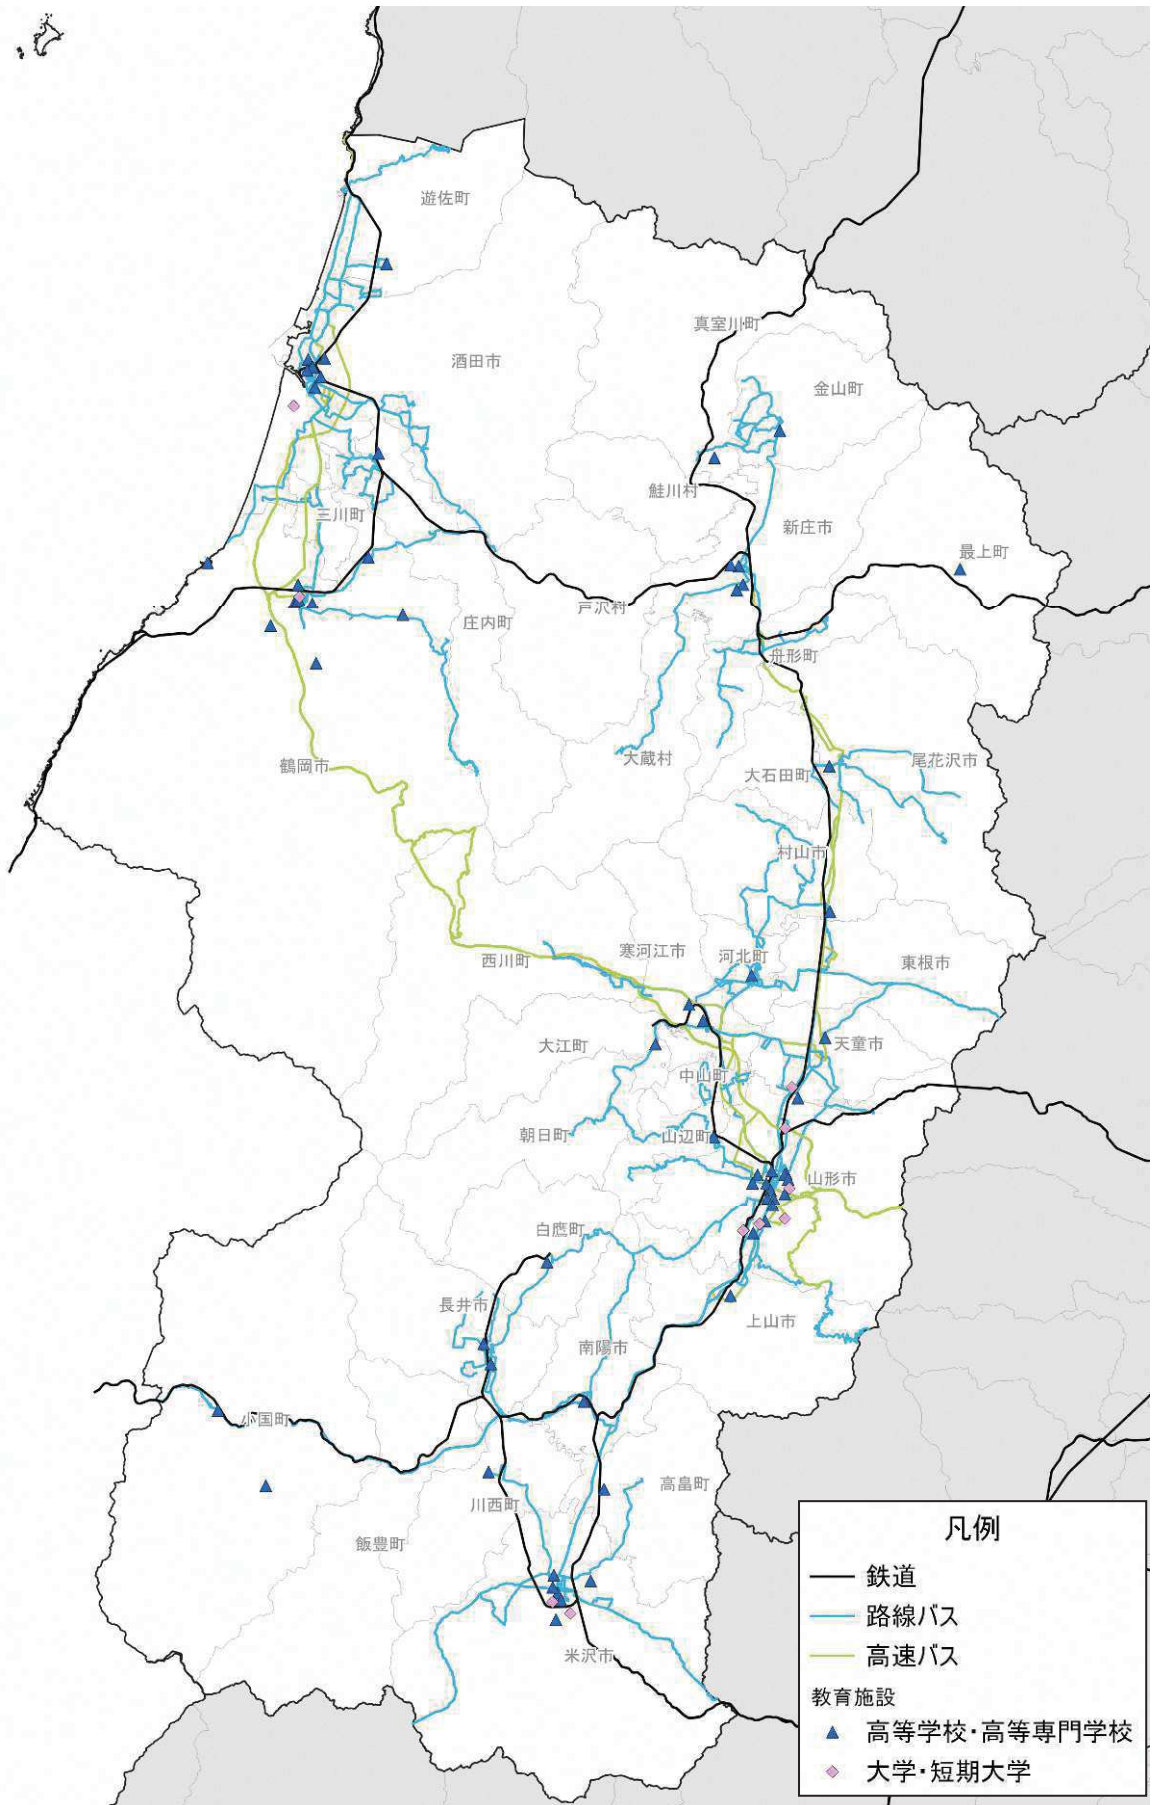 遊佐町
真室川町
酒田市
金山町
鮭川村
三川町
新庄市
最上町
戸沢村
庄内町
舟形町
大蔵村
鶴岡市
大石田町
尾花沢市
村山市
寒河江市
河北町
西川町
東根市
大江町
天童市
中山町
朝日町
山辺町
山形市
白鷹町
長井市
上山市
南陽市
小国町
高畠町
川西町
飯豊町
米沢市
凡例
鉄道
路線バス
高速バス
教育施設
高等学校・高等専門学校
大学・短期大学